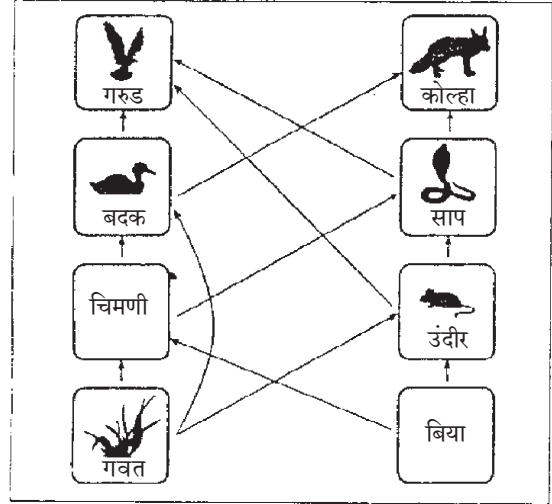 गरुड
कोल्हा
बदक
साप
चिमणी
उंदीर
गवत
बिया